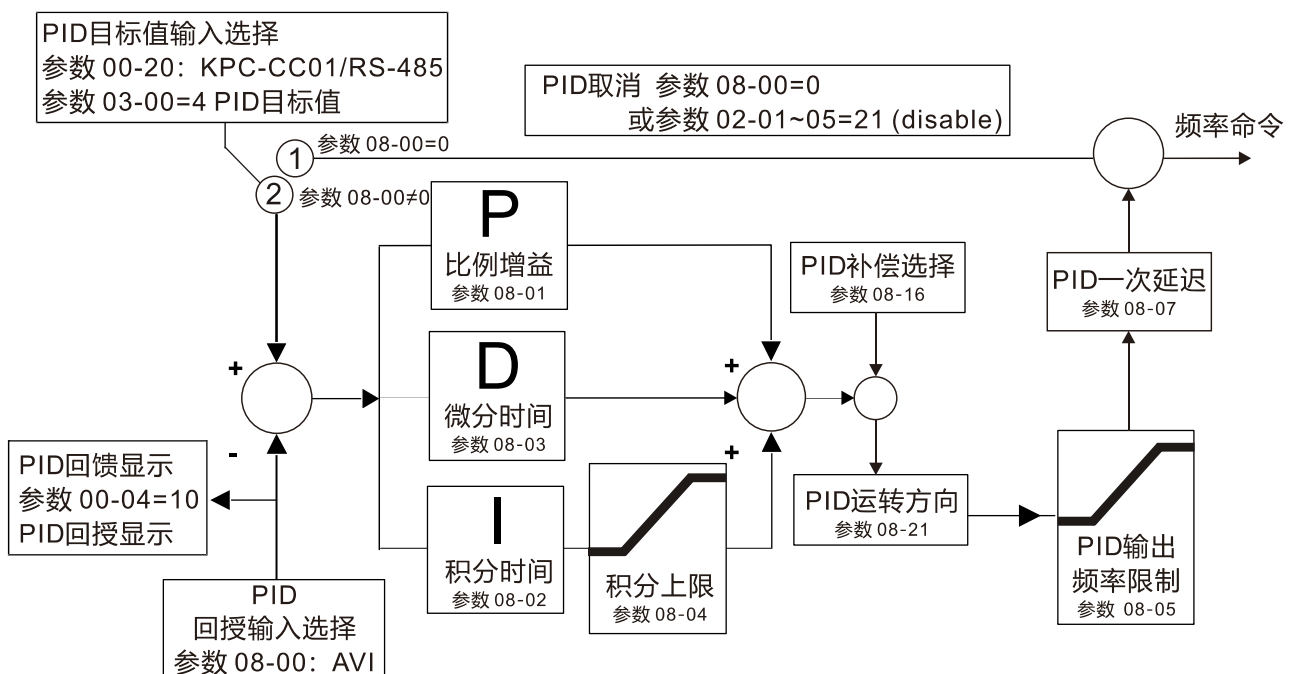 PID目标值输入选择
参数 00-20：KPC-CC01/RS-485
参数 03-00=4 PID目标值
PID取消 参数 08-00=0
或参数 02-01~05=21 (disable)
1
参数 08-00=0
频率命令
2
参数 08-00≠0
P
比例增益
参数 08-01
PID补偿选择
参数 08-16
PID一次延迟
参数 08-07
D
微分时间
参数 08-03
+
-
+
+
PID回馈显示
参数 00-04=10
PID回授显示
I
积分时间
参数 08-02
积分上限
参数 08-04
PID运转方向
参数 08-21
PID输出
频率限制
参数 08-05
PID
回授输入选择
参数 08-00：AVI